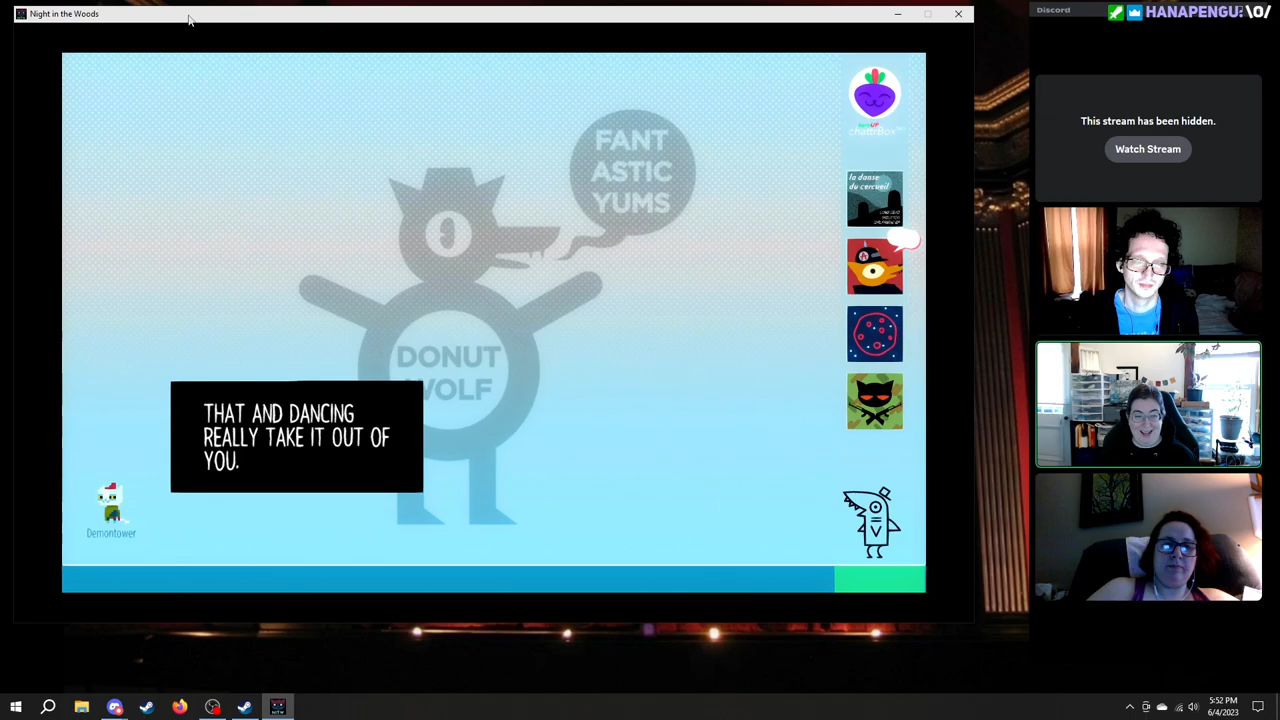 Night in the Woods
Discord
HANAPENGU! \O/
FANT
ASTIC
YUMS
chattrBox
la danse
du cercueil
This stream has been hidden.
Watch Stream
DONUT
WOLF
THAT AND DANCING
REALLY TAKE IT OUT OF
YOU.
Demontower
5:52 PM
6/4/2023